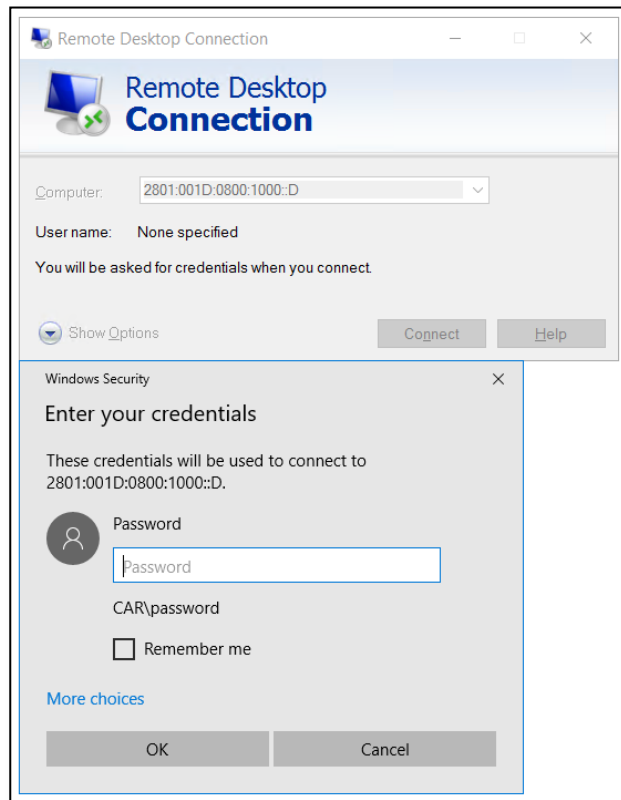 Remote Desktop Connection
Remote Desktop
Connection
Computer: 2801:001D:0800:1000::D
User name: None specified
You will be asked for credentials when you connect.
Show Options Connect Help
Windows Security
Enter your credentials
These credentials will be used to connect to
2801:001D:0800:1000::D.
Password
Password
CAR\password
Remember me
More choices
OK Cancel